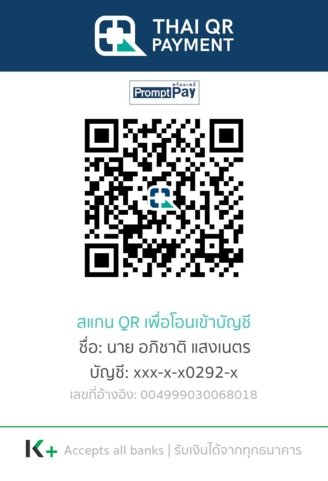 THAI QR
PAYMENT
พร้อมเพย์
PromptPay
สแกน QR เพื่อโอนเข้าบัญชี
ชื่อ: นาย อภิชาติ แสงเนตร
บัญชี: xxx-x-x0292-x
เลขที่อ้างอิง: 004999030068018
K+ Accepts all banks | รับเงินได้จากทุกธนาคาร